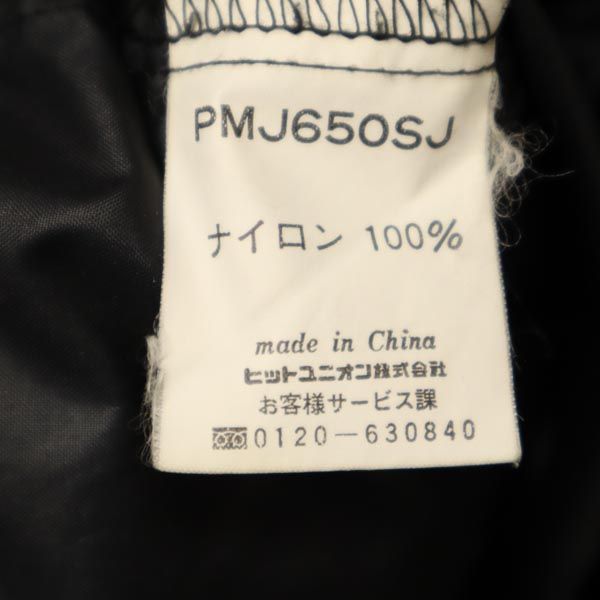 PMJ650SJ
ナイロン 100%
made in China
ヒットユニオン株式会社
お客様サービス課
0120-630840